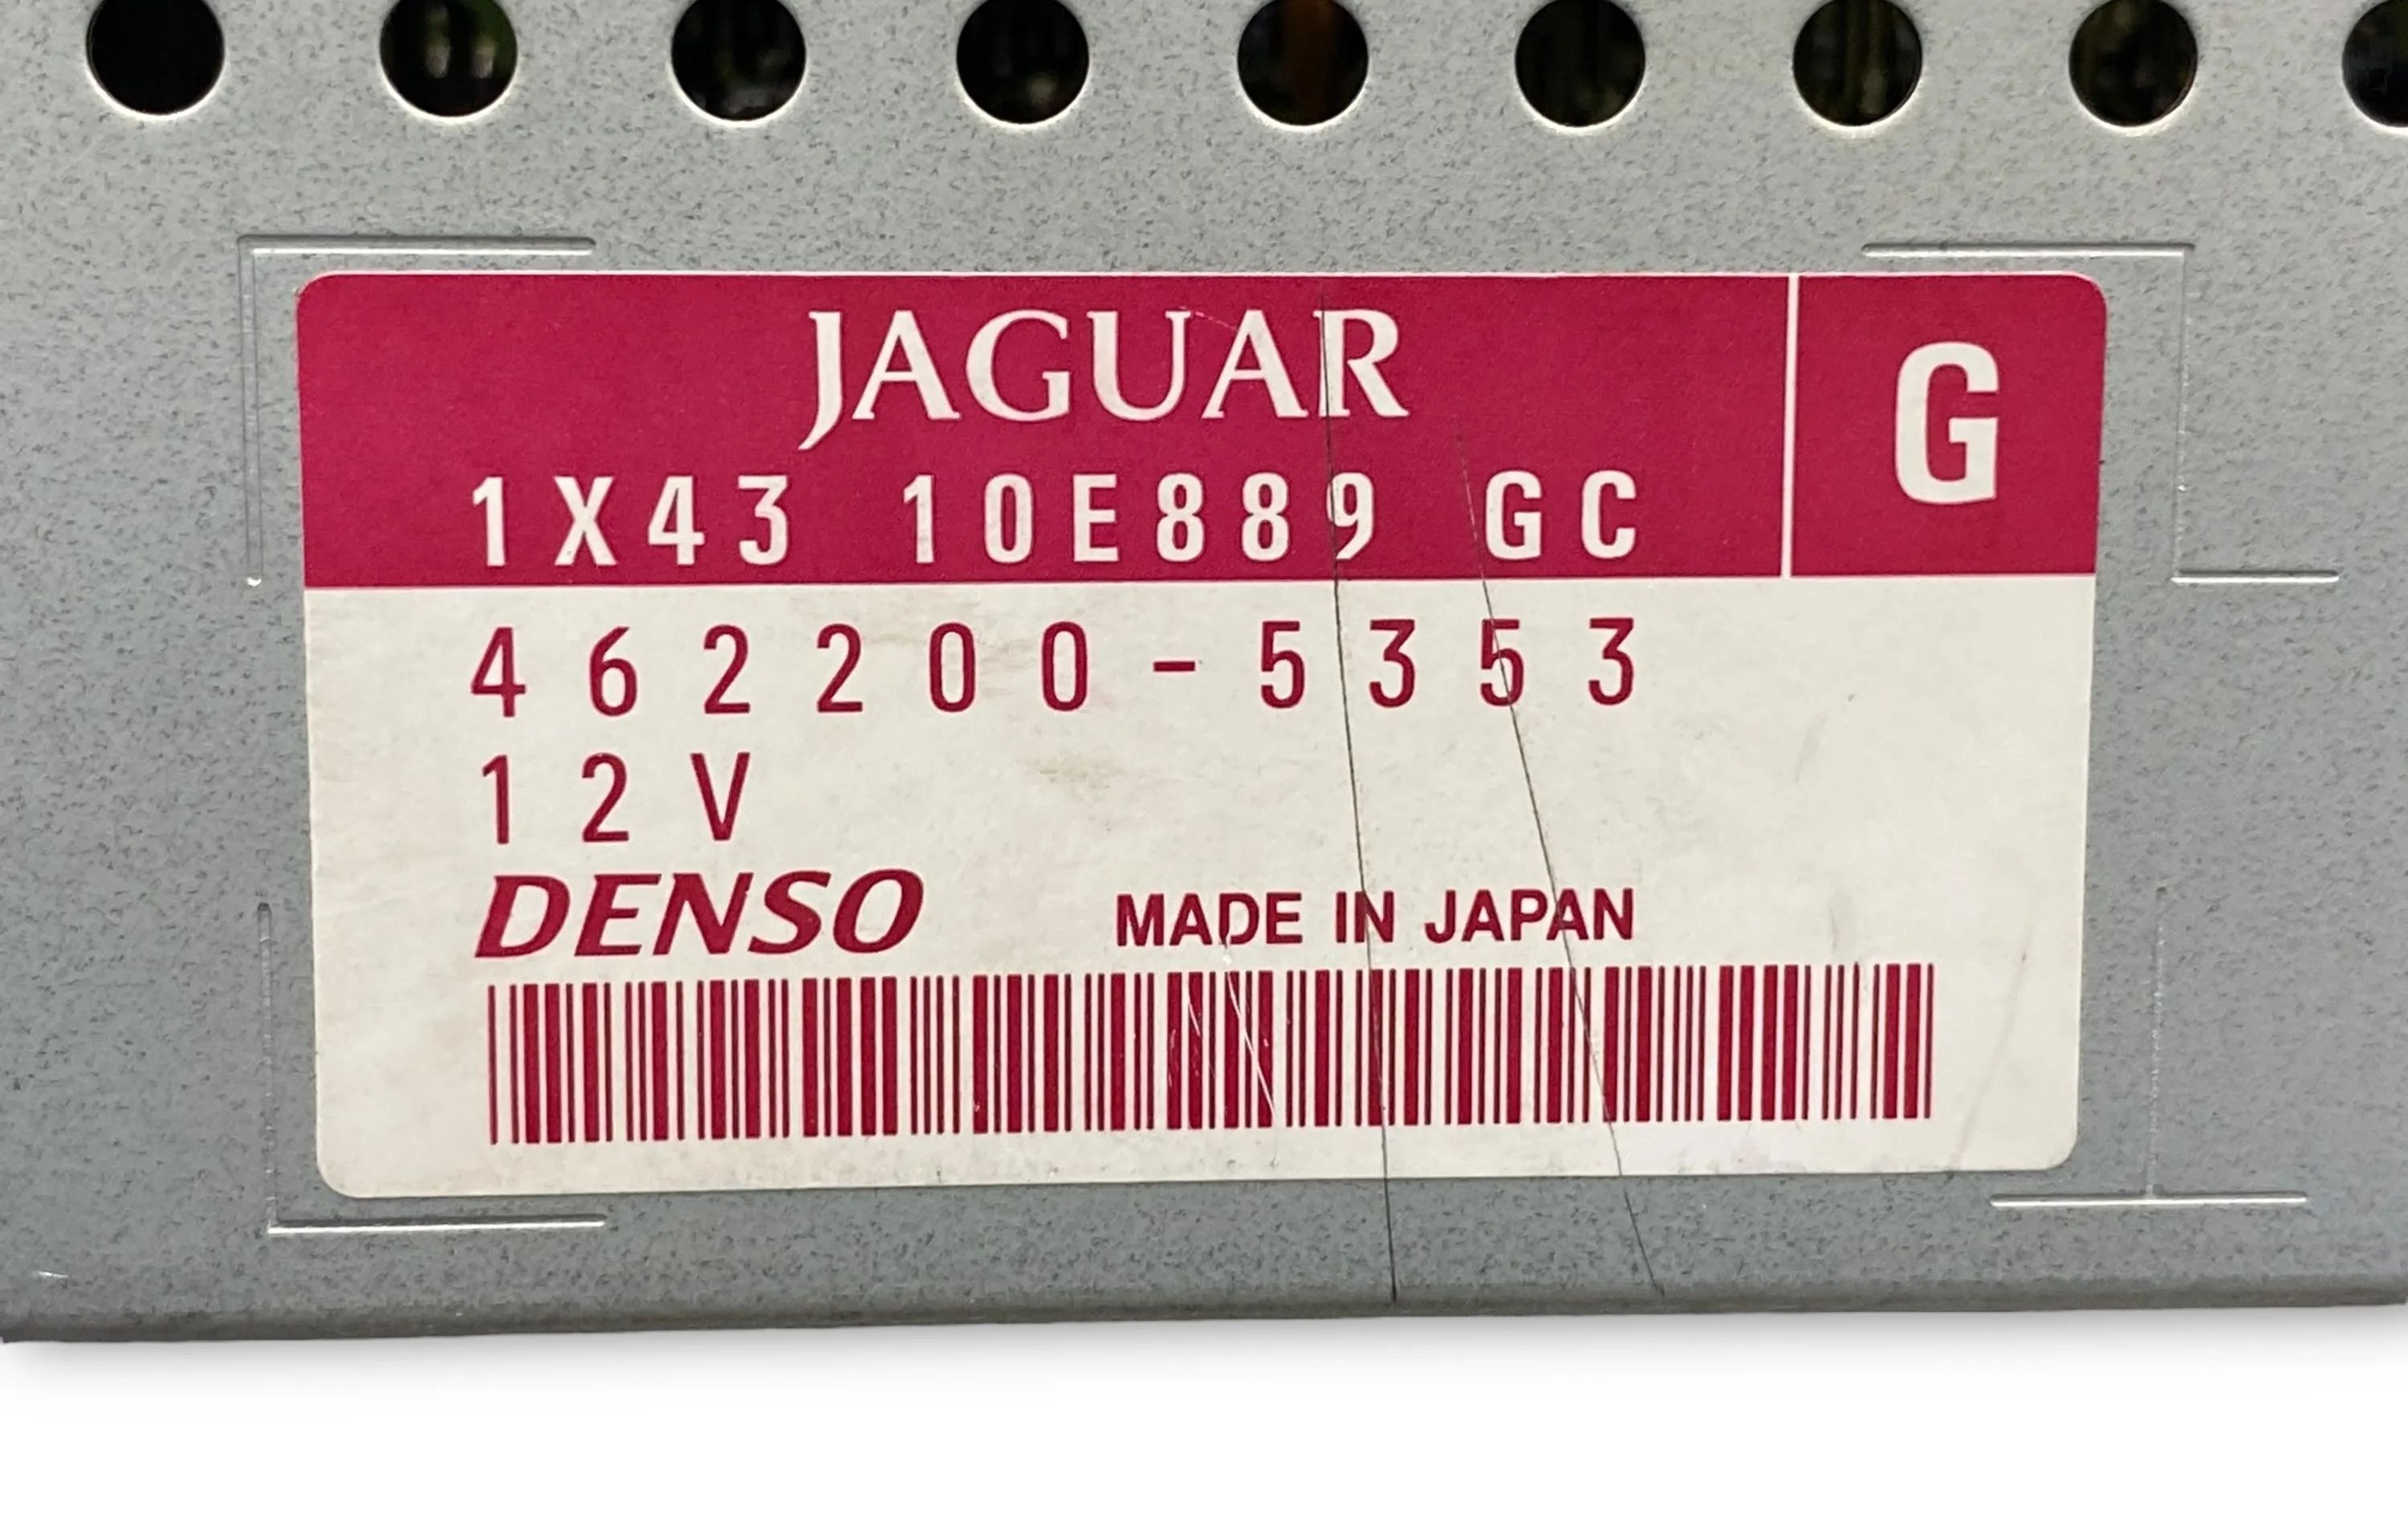 JAGUAR
G
1X43 10E889 GC
462200-5353
12V
DENSO MADE IN JAPAN